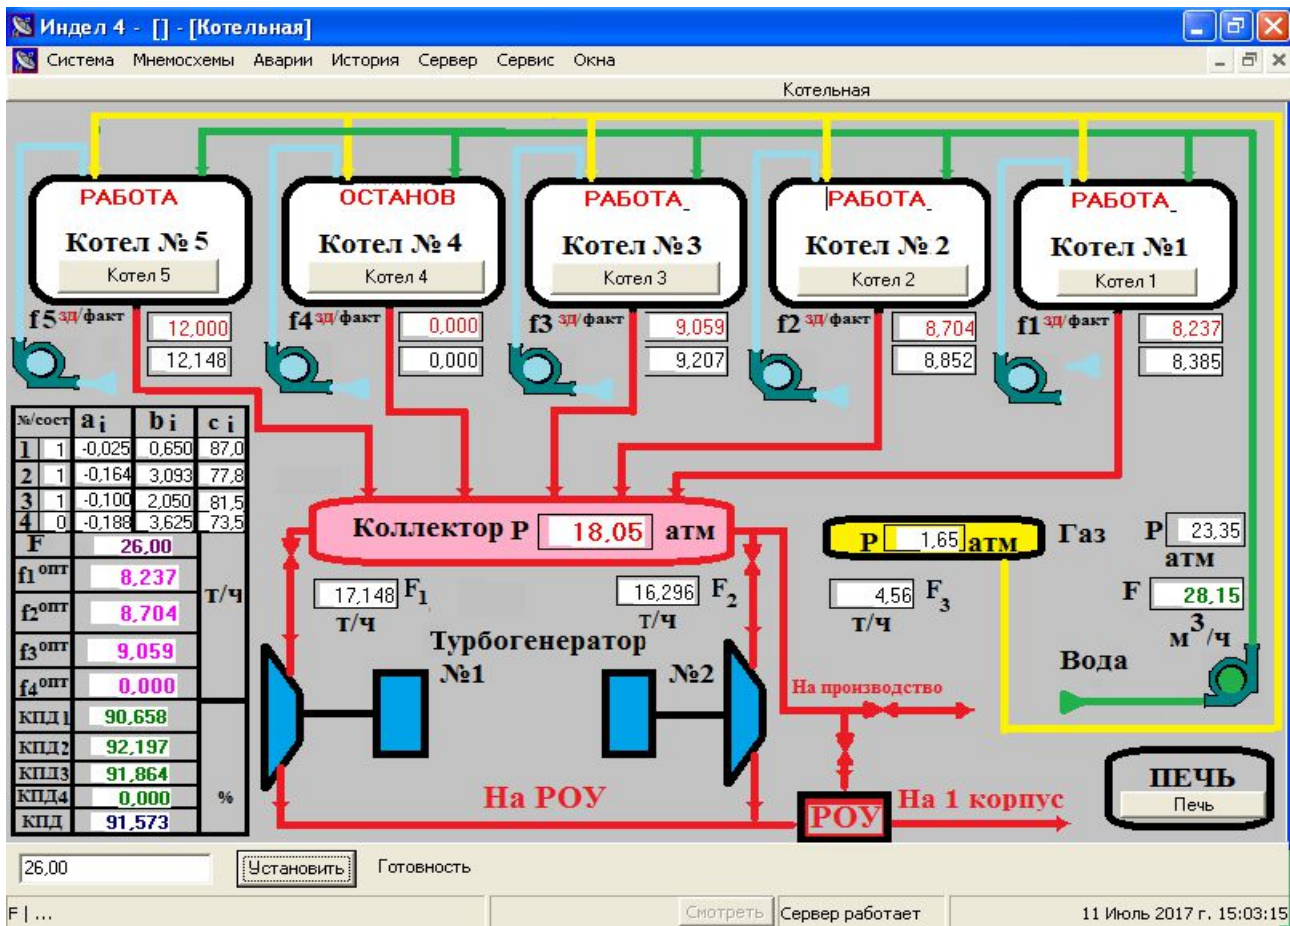 Индел 4 - [] - [Котельная]
Система Мнемосхемы Аварии История Сервер Сервис Окна
Котельная
РАБОТА
Котел № 5
Котел 5
ОСТАНОВ
Котел № 4
Котел 4
РАБОТА
Котел №3
Котел 3
РАБОТА
Котел № 2
Котел 2
РАБОТА
Котел №1
Котел 1
f5 зд/факт
12,000
12,148
f4 зд/факт
0,000
0,000
f3 зд/факт
9,059
9,207
f2 зд/факт
8,704
8,852
f1 зд/факт
8,237
8,385
№/сост a i b i c i
1 1 -0,025 0,650 87,0
2 1 -0,164 3,093 77,8
3 1 -0,100 2,050 81,5
4 0 -0,188 3,625 73,5
F 26,00
f1 опт 8,237
т/ч
f2 опт 8,704
f3 опт 9,059
f4 опт 0,000
КПД1 90,658
КПД2 92,197
КПД3 91,864
КПД4 0,000
%
КПД 91,573
Коллектор Р 18,05 атм
Р 1,65 атм
Газ
Р 23,35
атм
F 28,15
м3/ч
17,148 F1
т/ч
16,296 F2
т/ч
4,56 F3
т/ч
Турбогенератор
№1
№2
Вода
На производство
На РОУ
РОУ
На 1 корпус
ПЕЧЬ
Печь
26,00 Установить Готовность
F | ... Смотреть Сервер работает 11 Июль 2017 г. 15:03:15